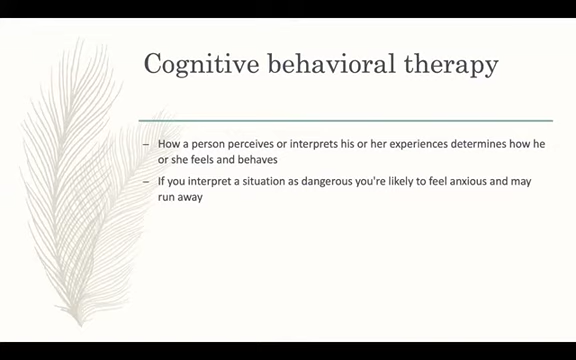 Cognitive behavioral therapy
– How a person perceives or interprets his or her experiences determines how he
or she feels and behaves
– If you interpret a situation as dangerous you're likely to feel anxious and may
run away